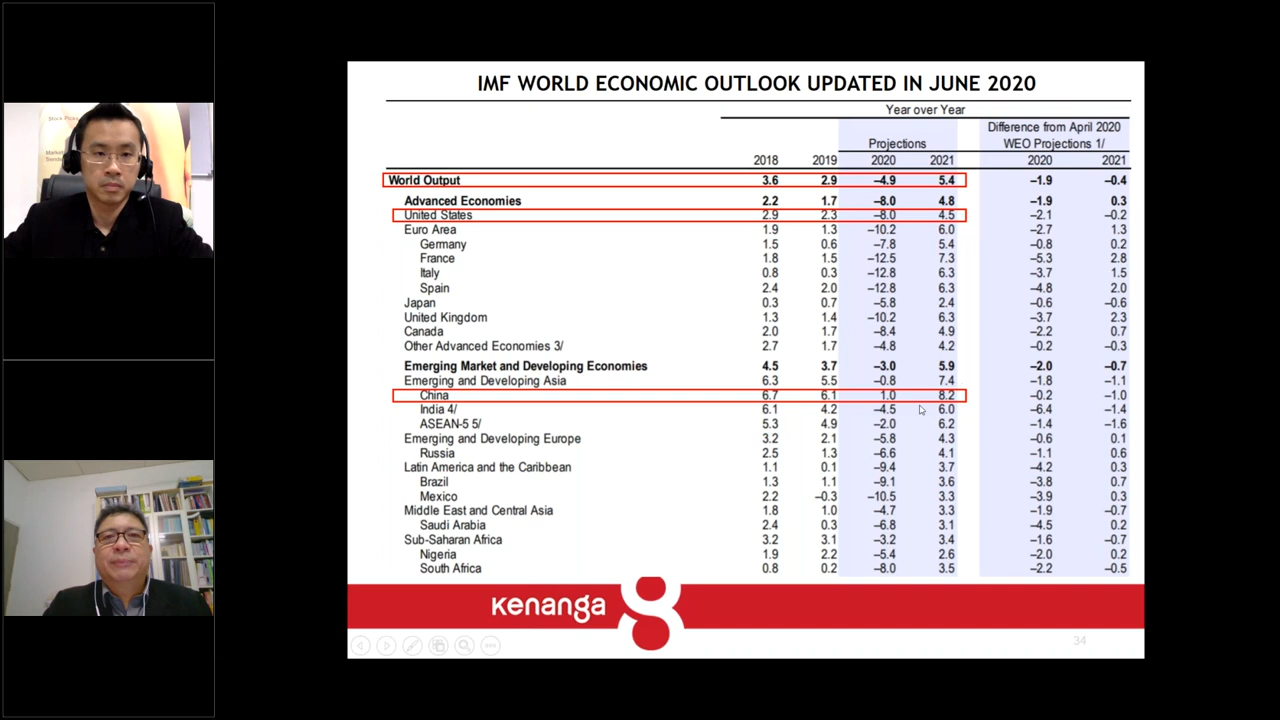 Stock Picks
Market
Trends
IMF WORLD ECONOMIC OUTLOOK UPDATED IN JUNE 2020
Year over Year
Difference from April 2020
Projections WEO Projections 1/
2018 2019 2020 2021 2020 2021
World Output 3.6 2.9 –4.9 5.4 –1.9 –0.4
Advanced Economies 2.2 1.7 –8.0 4.8 –1.9 0.3
United States 2.9 2.3 –8.0 4.5 –2.1 –0.2
Euro Area 1.9 1.3 –10.2 6.0 –2.7 1.3
Germany 1.5 0.6 –7.8 5.4 –0.8 0.2
France 1.8 1.5 –12.5 7.3 –5.3 2.8
Italy 0.8 0.3 –12.8 6.3 –3.7 1.5
Spain 2.4 2.0 –12.8 6.3 –4.8 2.0
Japan 0.3 0.7 –5.8 2.4 –0.6 –0.6
United Kingdom 1.3 1.4 –10.2 6.3 –3.7 2.3
Canada 2.0 1.7 –8.4 4.9 –2.2 0.7
Other Advanced Economies 3/ 2.7 1.7 –4.8 4.2 –0.2 –0.3
Emerging Market and Developing Economies 4.5 3.7 –3.0 5.9 –2.0 –0.7
Emerging and Developing Asia 6.3 5.5 –0.8 7.4 –1.8 –1.1
China 6.7 6.1 1.0 8.2 –0.2 –1.0
India 4/ 6.1 4.2 –4.5 6.0 –6.4 –1.4
ASEAN-5 5/ 5.3 4.9 –2.0 6.2 –1.4 –1.6
Emerging and Developing Europe 3.2 2.1 –5.8 4.3 –0.6 0.1
Russia 2.5 1.3 –6.6 4.1 –1.1 0.6
Latin America and the Caribbean 1.1 0.1 –9.4 3.7 –4.2 0.3
Brazil 1.3 1.1 –9.1 3.6 –3.8 0.7
Mexico 2.2 –0.3 –10.5 3.3 –3.9 0.3
Middle East and Central Asia 1.8 1.0 –4.7 3.3 –1.9 –0.7
Saudi Arabia 2.4 0.3 –6.8 3.1 –4.5 0.2
Sub-Saharan Africa 3.2 3.1 –3.2 3.4 –1.6 –0.7
Nigeria 1.9 2.2 –5.4 2.6 –2.0 0.2
South Africa 0.8 0.2 –8.0 3.5 –2.2 –0.5
kenanga
34